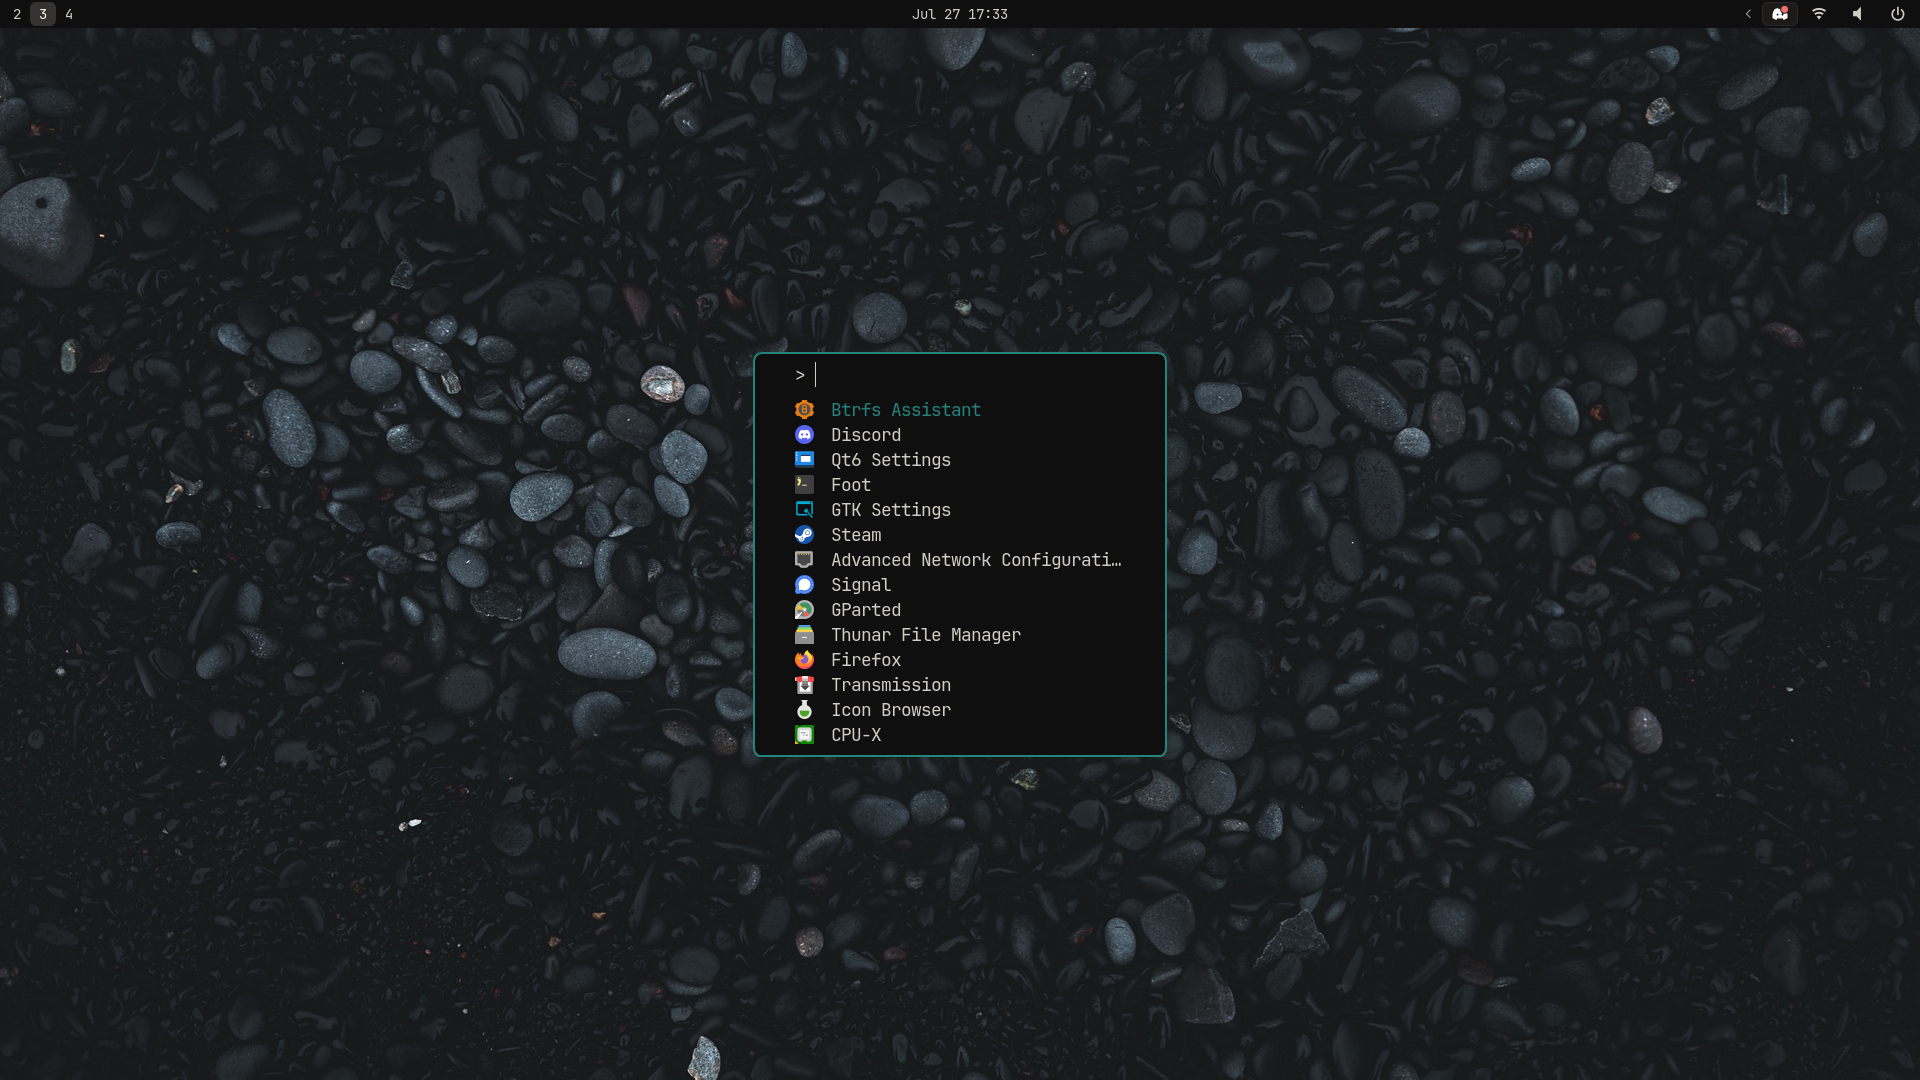 2 3 4 Jul 27 17:33
>
Btrfs Assistant
Discord
Qt6 Settings
Foot
GTK Settings
Steam
Advanced Network Configurati…
Signal
GParted
Thunar File Manager
Firefox
Transmission
Icon Browser
CPU-X